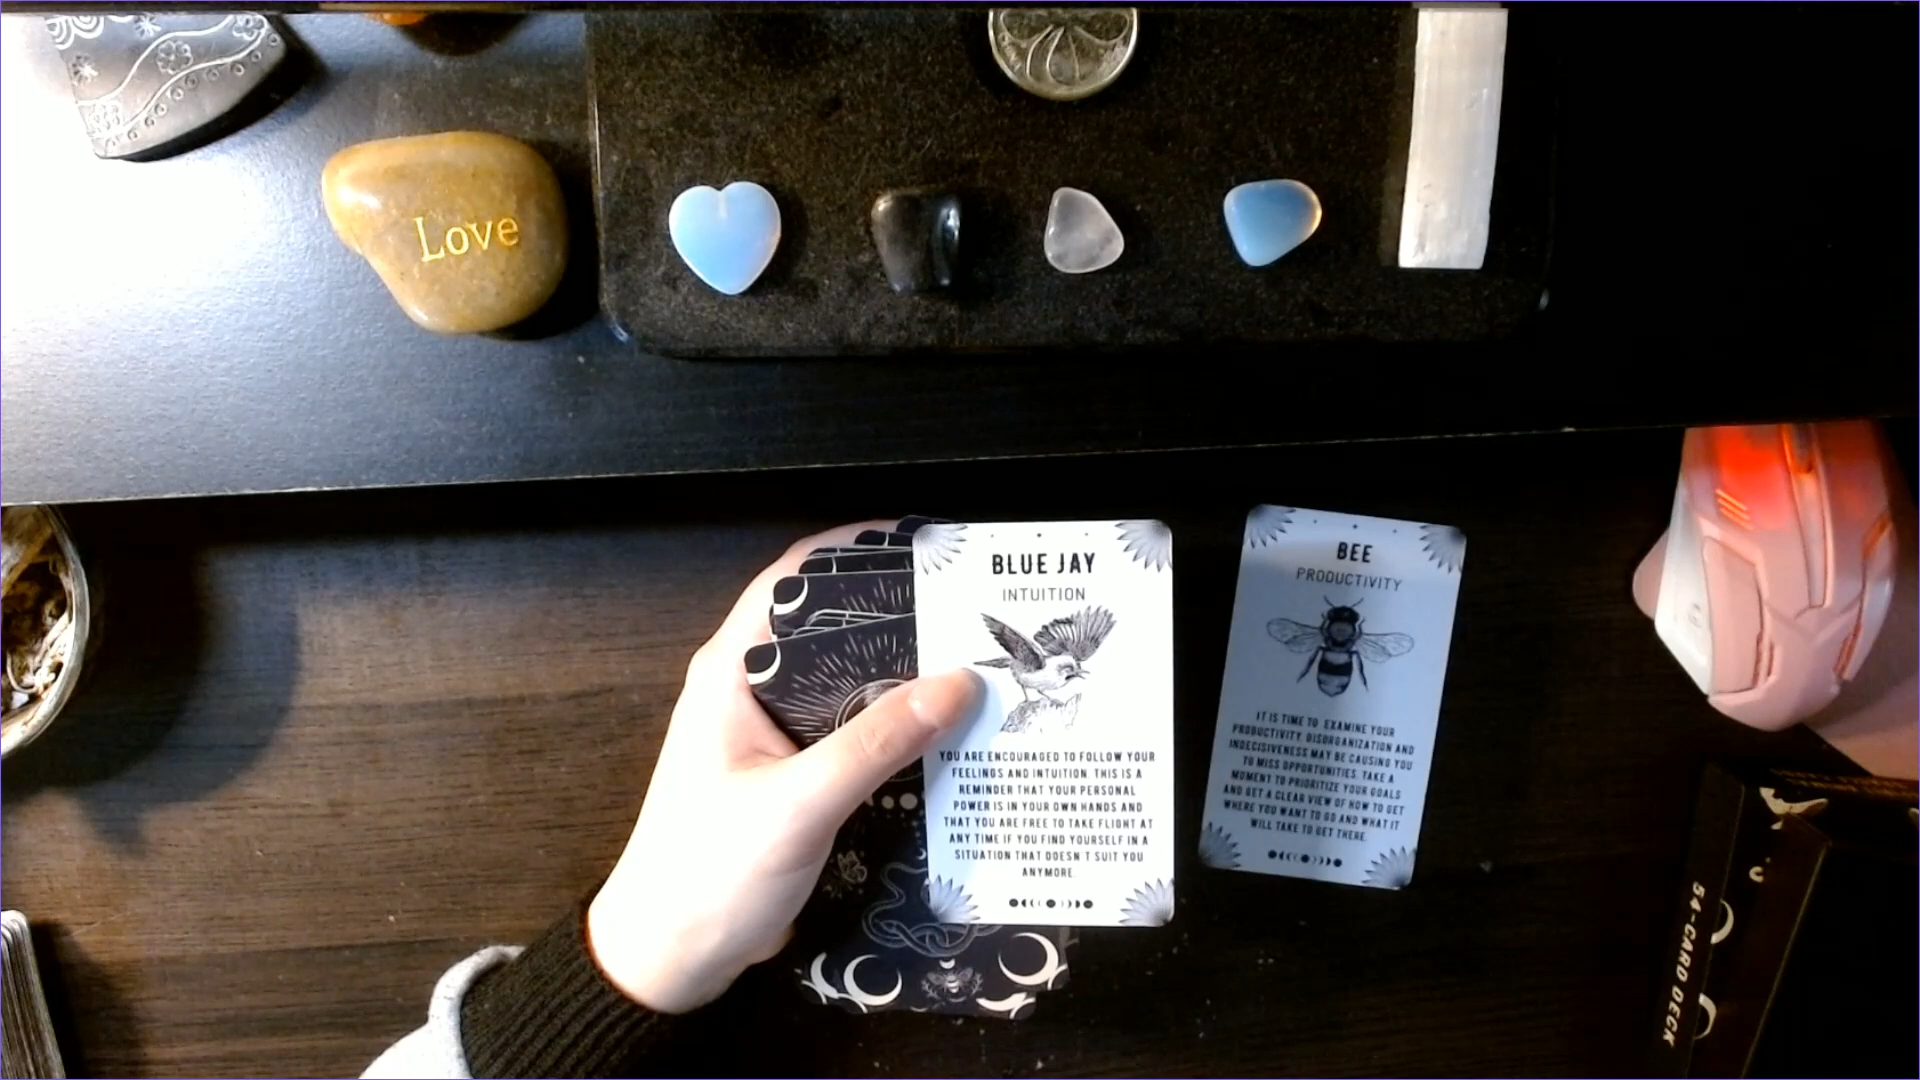 Love
BLUE JAY
INTUITION
YOU ARE ENCOURAGED TO FOLLOW YOUR
FEELINGS AND INTUITION. THIS IS A
REMINDER THAT YOUR PERSONAL
POWER IS IN YOUR OWN HANDS AND
THAT YOU ARE FREE TO TAKE FLIGHT AT
ANY TIME IF YOU FIND YOURSELF IN A
SITUATION THAT DOESN'T SUIT YOU
ANYMORE.
BEE
PRODUCTIVITY
IT IS TIME TO EXAMINE YOUR
PRODUCTIVITY. DISORGANIZATION AND
INDECISIVENESS MAY BE CAUSING YOU
TO MISS OPPORTUNITIES. TAKE A
MOMENT TO PRIORITIZE YOUR GOALS
AND GET A CLEAR VIEW OF HOW TO GET
WHERE YOU WANT TO GO AND WHAT IT
WILL TAKE TO GET THERE.
54-CARD DECK